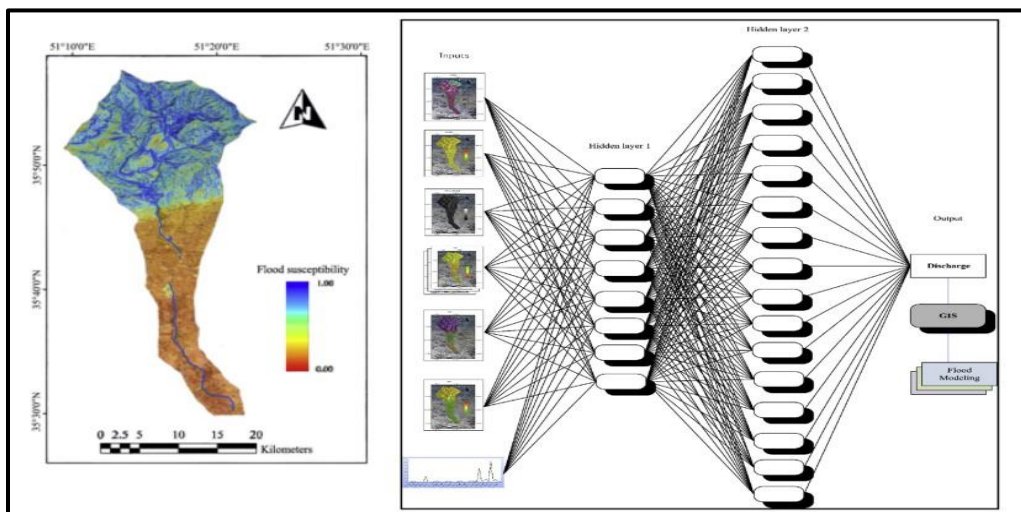 51°10'0"E 51°20'0"E 51°30'0"E
35°50'0"N
35°40'0"N
35°30'0"N
N
Flood susceptibility
1.00
0.00
0 2.5 5 10 15 20
Kilometers
Inputs
Hidden layer 1
Hidden layer 2
Output
Discharge
GIS
Flood
Modeling